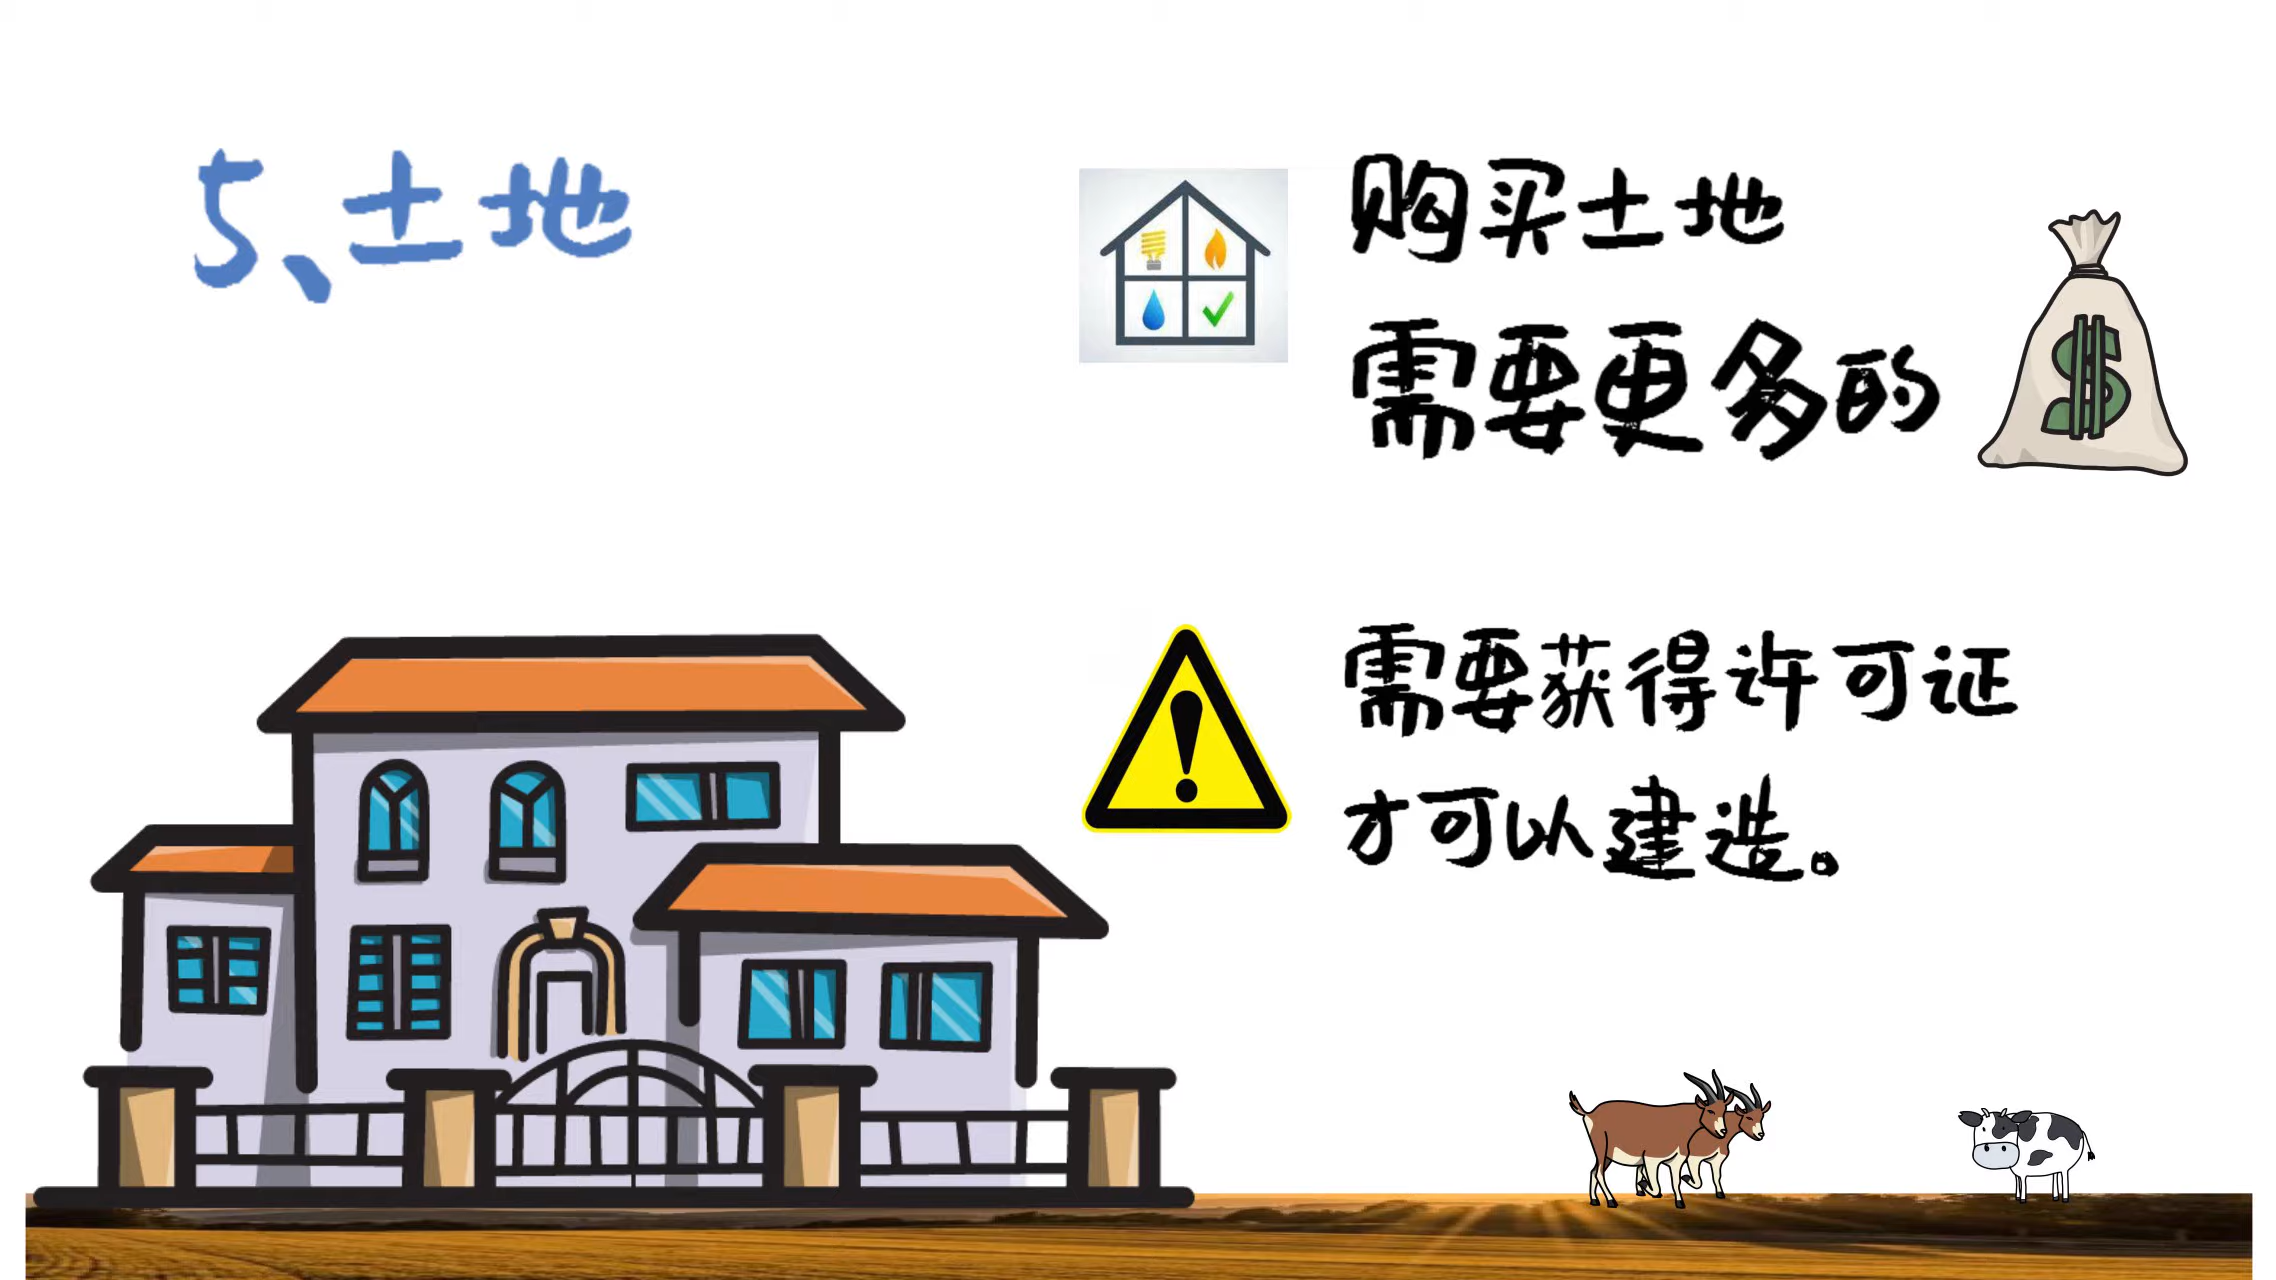 5、土地
购买土地
需要更多的
$
需要获得许可证
才可以建造。